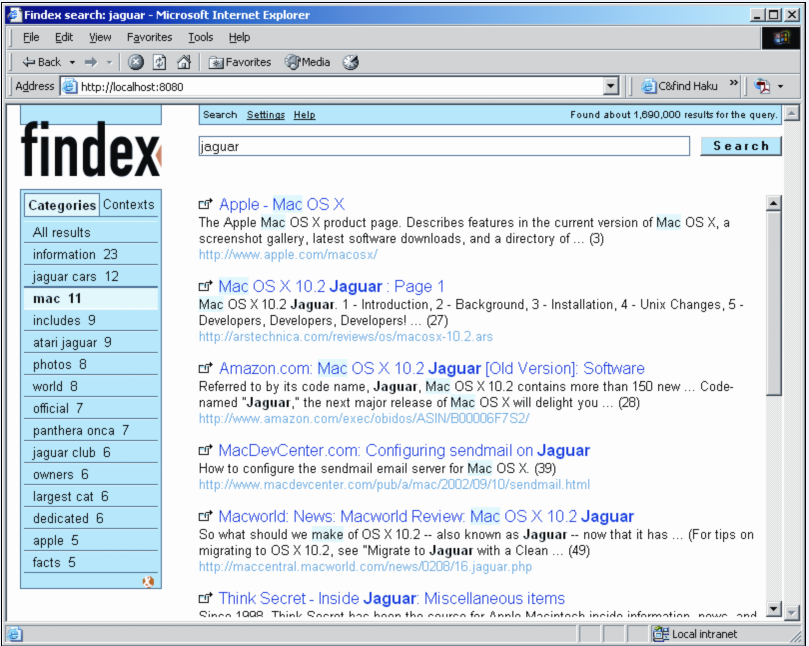 Findex search: jaguar - Microsoft Internet Explorer
File Edit View Favorites Tools Help
Back Favorites Media
Address http://localhost:8080 C&find Haku »
findex
Search Settings Help Found about 1,690,000 results for the query.
jaguar Search
Categories Contexts
All results
information 23
jaguar cars 12
mac 11
includes 9
atari jaguar 9
photos 8
world 8
official 7
panthera onca 7
jaguar club 6
owners 6
largest cat 6
dedicated 6
apple 5
facts 5
Apple - Mac OS X
The Apple Mac OS X product page. Describes features in the current version of Mac OS X, a
screenshot gallery, latest software downloads, and a directory of ... (3)
http://www.apple.com/macosx/
Mac OS X 10.2 Jaguar : Page 1
Mac OS X 10.2 Jaguar. 1 - Introduction, 2 - Background, 3 - Installation, 4 - Unix Changes, 5 -
Developers, Developers, Developers! ... (27)
http://arstechnica.com/reviews/os/macosx-10.2.ars
Amazon.com: Mac OS X 10.2 Jaguar [Old Version]: Software
Referred to by its code name, Jaguar, Mac OS X 10.2 contains more than 150 new ... Code-
named "Jaguar," the next major release of Mac OS X will delight you ... (28)
http://www.amazon.com/exec/obidos/ASIN/B00006F7S2/
MacDevCenter.com: Configuring sendmail on Jaguar
How to configure the sendmail email server for Mac OS X. (39)
http://www.macdevcenter.com/pub/a/mac/2002/09/10/sendmail.html
Macworld: News: Macworld Review: Mac OS X 10.2 Jaguar
So what should we make of OS X 10.2 -- also known as Jaguar -- now that it has ... (For tips on
migrating to OS X 10.2, see "Migrate to Jaguar with a Clean ... (49)
http://maccentral.macworld.com/news/0208/16.jaguar.php
Think Secret - Inside Jaguar: Miscellaneous items
Since 1998, Think Secret has been the source for Apple Macintosh inside information, news, and
Local intranet